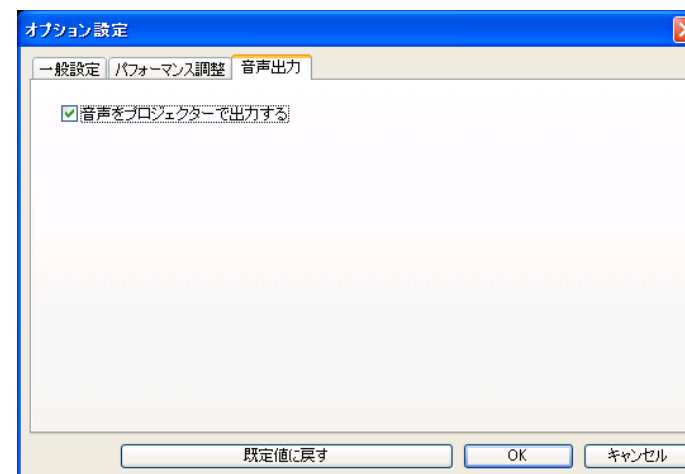 オプション設定
一般設定 パフォーマンス調整 音声出力
音声をプロジェクターで出力する
既定値に戻す OK キャンセル